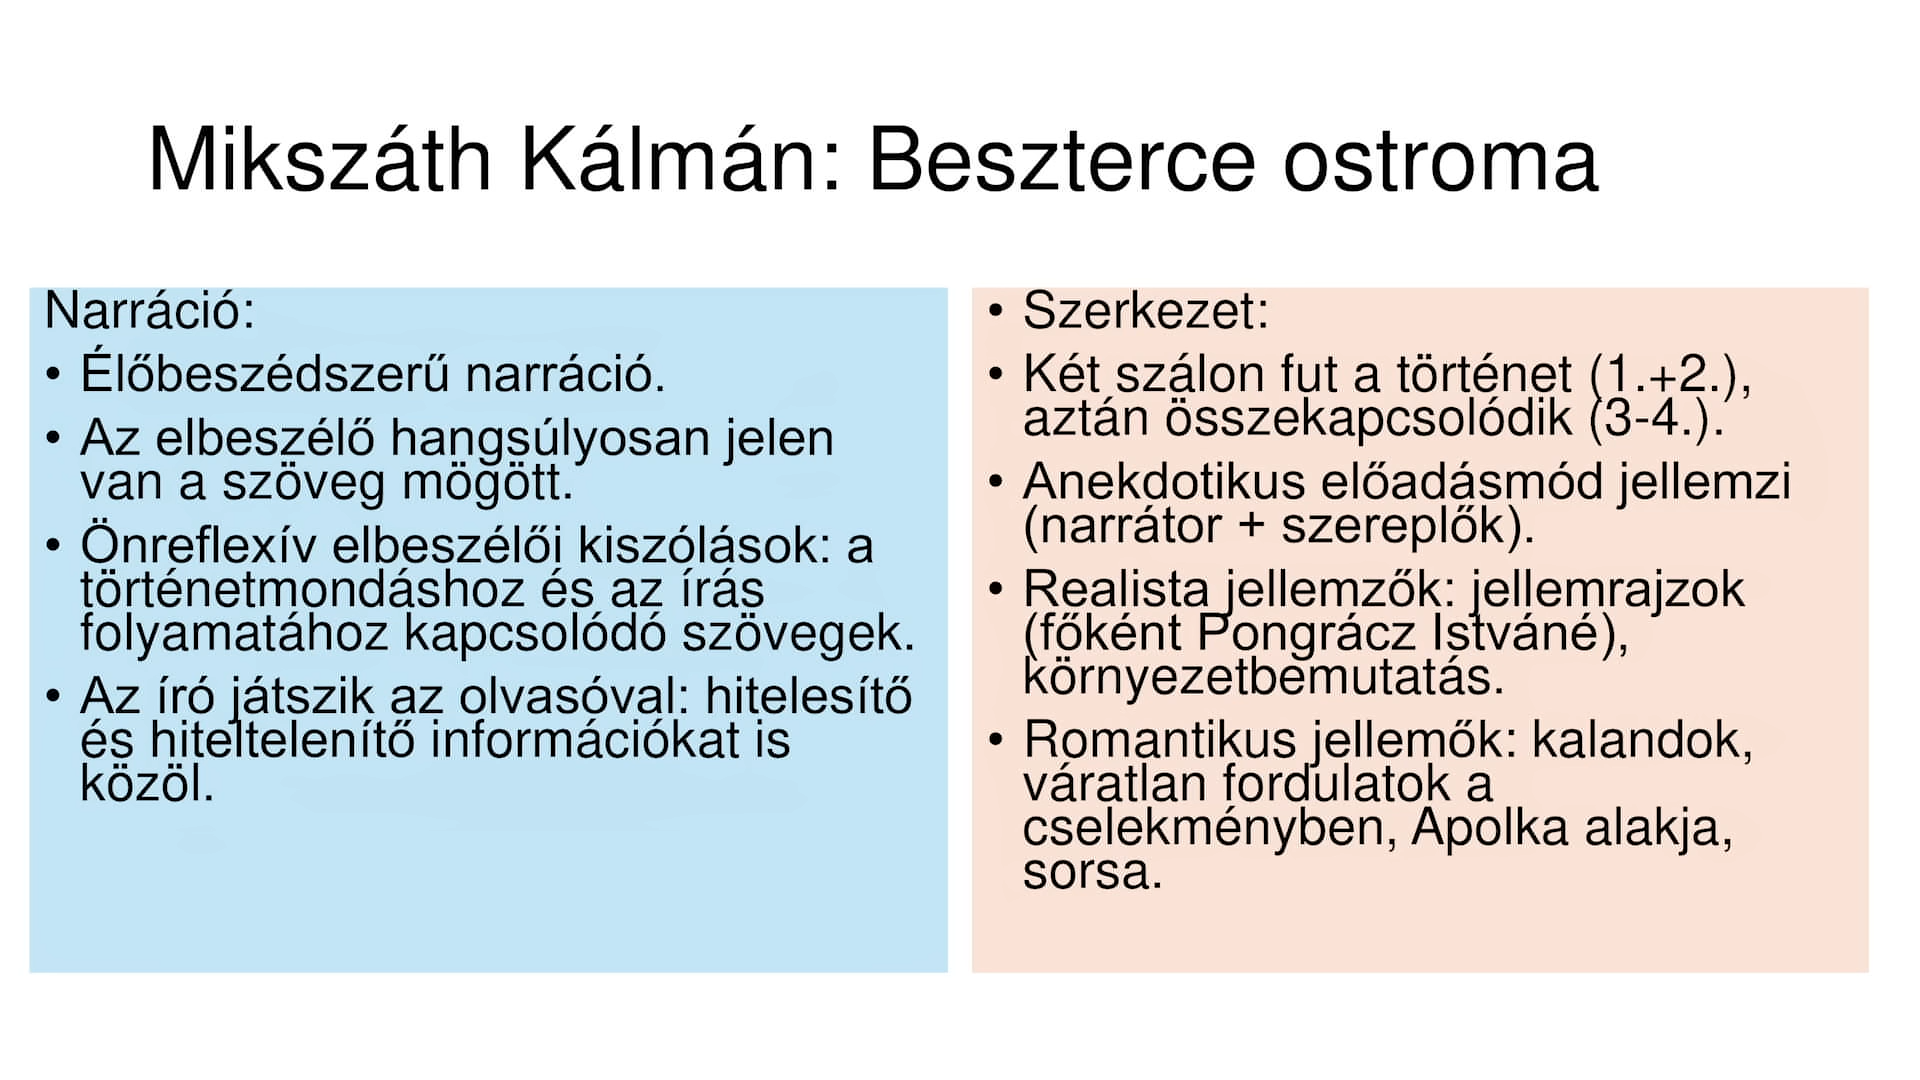 Mikszáth Kálmán: Beszterce ostroma
Narráció:
• Élőbeszédszerű narráció.
• Az elbeszélő hangsúlyosan jelen
van a szöveg mögött.
• Önreflexív elbeszélői kiszólások: a
történetmondáshoz és az írás
folyamatához kapcsolódó szövegek.
• Az író játszik az olvasóval: hitelesítő
és hiteltelenítő információkat is
közöl.
• Szerkezet:
• Két szálon fut a történet (1.+2.),
aztán összekapcsolódik (3-4.).
• Anekdotikus előadásmód jellemzi
(narrátor + szereplők).
• Realista jellemzők: jellemrajzok
(főként Pongrácz Istváné),
környezetbemutatás.
• Romantikus jellemők: kalandok,
váratlan fordulatok a
cselekményben, Apolka alakja,
sorsa.